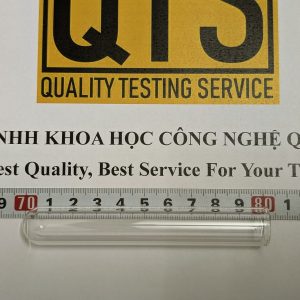 QTS
QUALITY TESTING SERVICE
NHH KHOA HỌC CÔNG NGHỆ Q
est Quality, Best Service For Your T
9 70 1 2 3 4 5 6 7 8 9 80 1